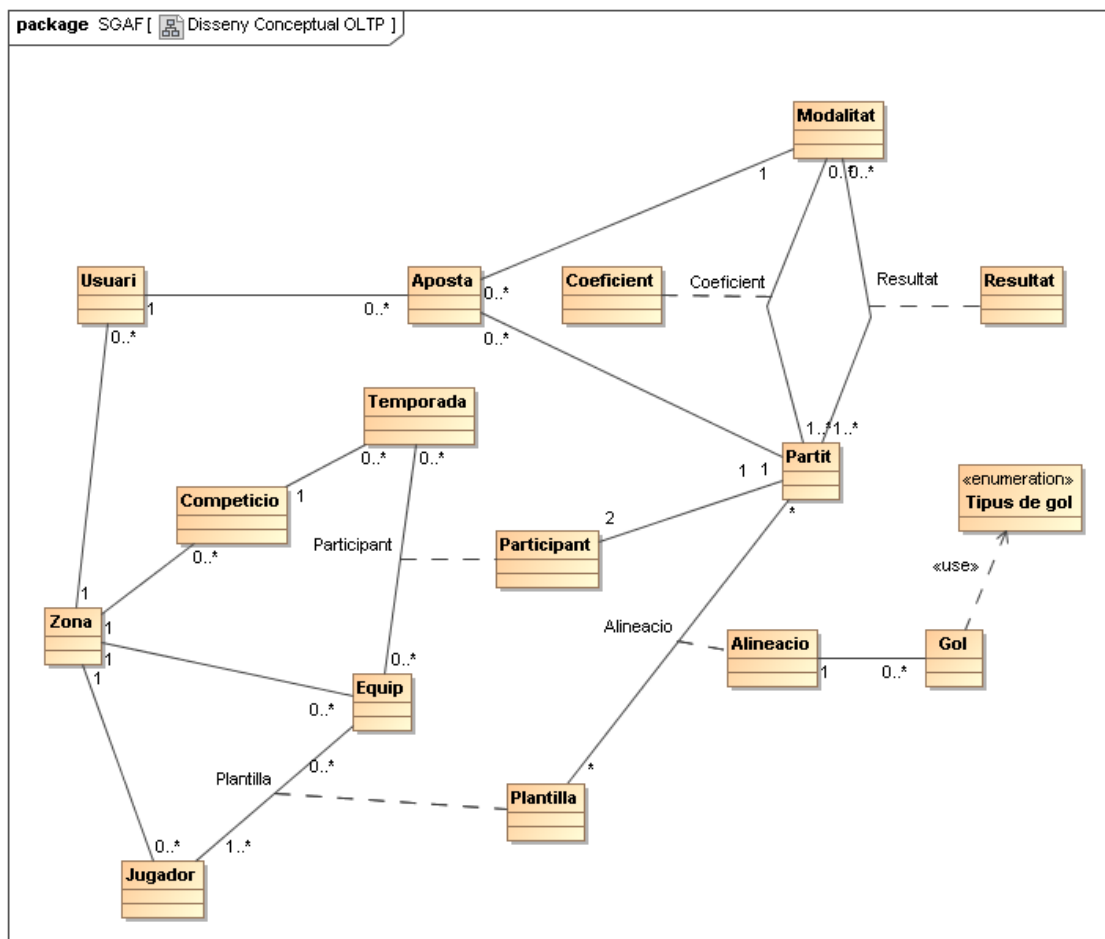 package SGAF [ Disseny Conceptual OLTP ]
Modalitat
1
0..*
0..*
Usuari
Aposta
Coeficient
Coeficient
Resultat
Resultat
1
0..*
0..*
0..*
0..*
Temporada
0..*
0..*
1..*
1..*
Partit
1
1
*
«enumeration»
Tipus de gol
Competicio
1
0..*
2
Participant
Participant
«use»
1
Zona
1
1
1
Alineacio
Alineacio
1
0..*
Gol
0..*
Equip
0..*
0..*
Plantilla
*
Plantilla
0..*
1..*
Jugador